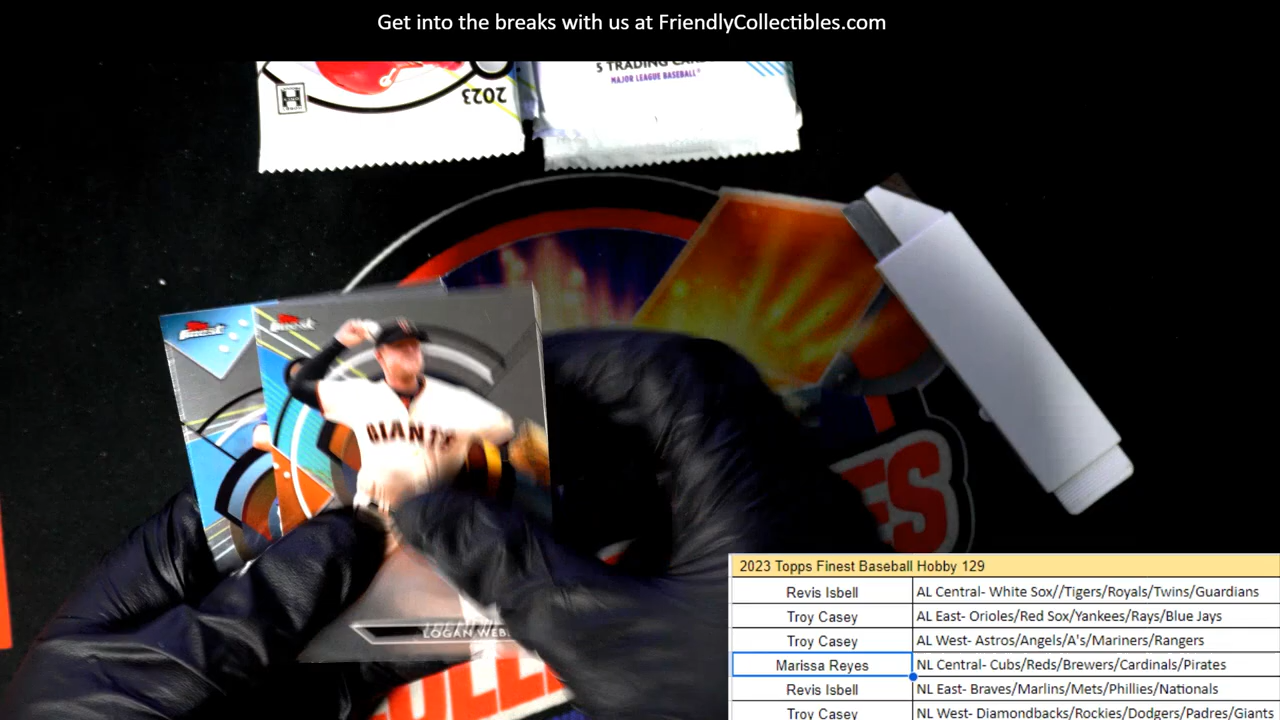 Get into the breaks with us at FriendlyCollectibles.com
5 TRADING
MAJOR LEAGUE BASEBALL
2023
H
Finest
Finest
GIANTS
LOGAN WEB
ES
2023 Topps Finest Baseball Hobby 129
Revis Isbell AL Central- White Sox//Tigers/Royals/Twins/Guardians
Troy Casey AL East- Orioles/Red Sox/Yankees/Rays/Blue Jays
Troy Casey AL West- Astros/Angels/A's/Mariners/Rangers
Marissa Reyes NL Central- Cubs/Reds/Brewers/Cardinals/Pirates
Revis Isbell NL East- Braves/Marlins/Mets/Phillies/Nationals
Troy Casey NL West- Diamondbacks/Rockies/Dodgers/Padres/Giants